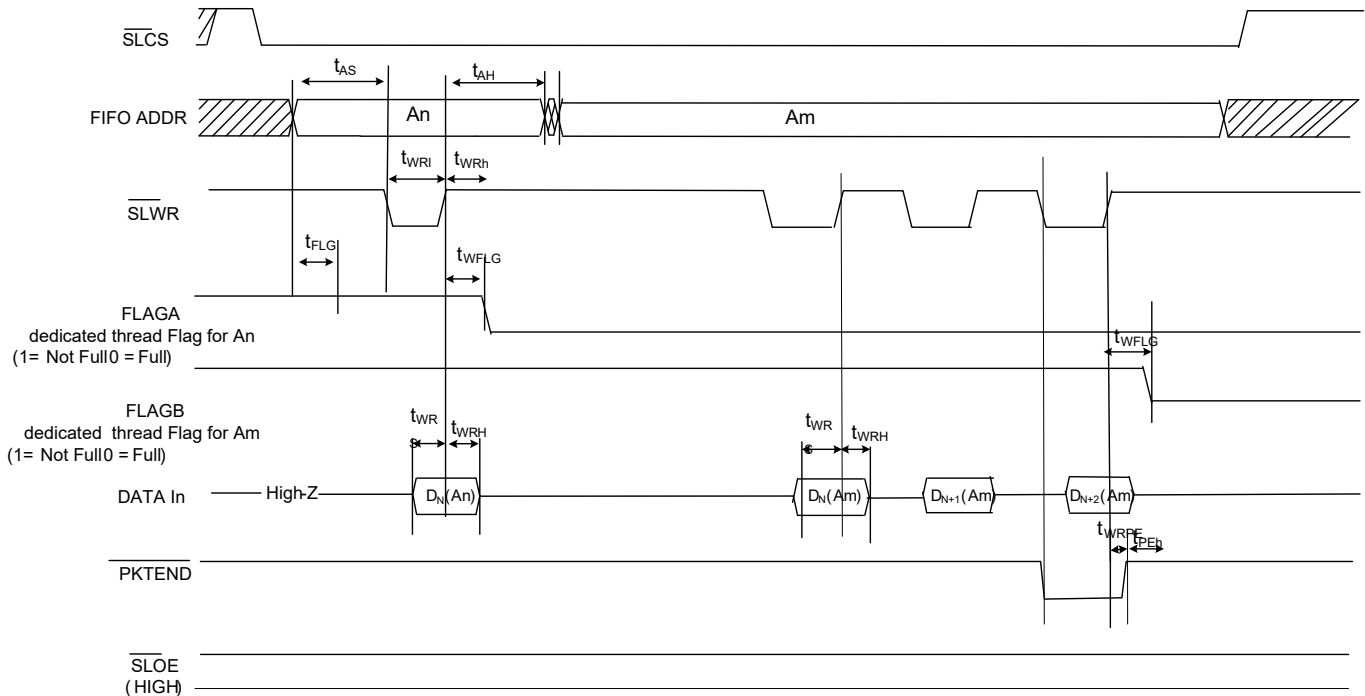 SLCS
tAS
tAH
FIFO ADDR
An
Am
tWRl
tWRh
SLWR
tFLG
tWFLG
FLAGA
dedicated thread Flag for An
(1= Not Full0 = Full)
tWFLG
FLAGB
dedicated thread Flag for Am
(1= Not Full0 = Full)
tWRS
tWRH
tWRS
tWRH
DATA In
High-Z
DN(An)
DN(Am)
DN+1(Am)
DN+2(Am)
tWRPE
tPEh
PKTEND
SLOE
(HIGH)